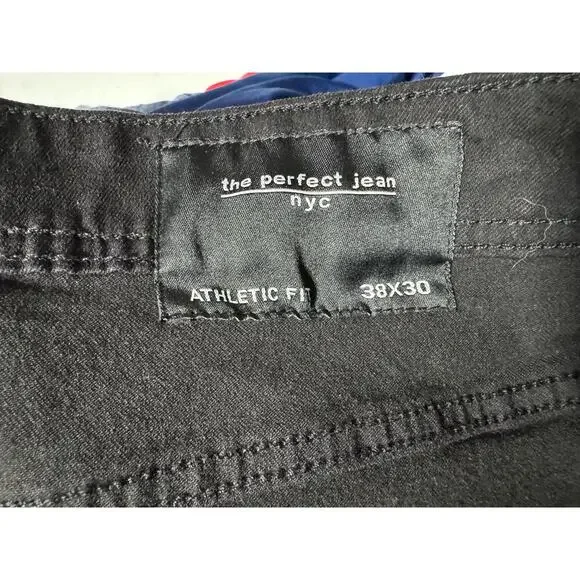 the perfect jean
nyc
ATHLETIC FIT 38X30